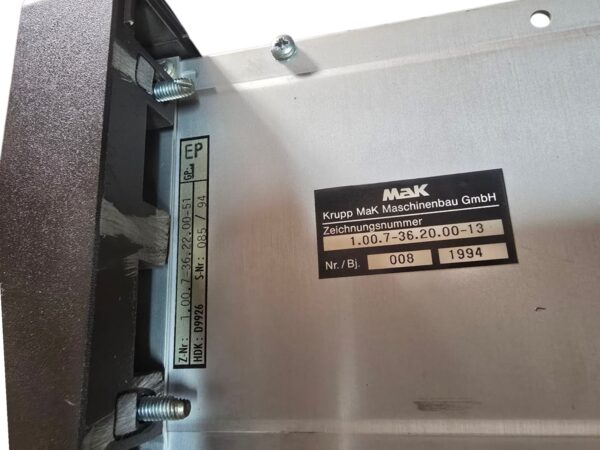 EP
GP:
Z-Nr: 1.00.7-36.22.00-51
HDK: D9926 S-Nr: 085 / 94
MaK
Krupp MaK Maschinenbau GmbH
Zeichnungsnummer
1.00.7-36.20.00-13
Nr./Bj. 008 1994